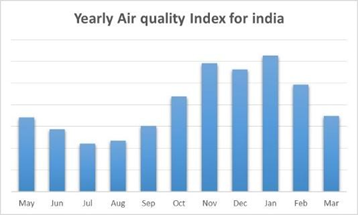 Yearly Air quality Index for india
May Jun Jul Aug Sep Oct Nov Dec Jan Feb Mar